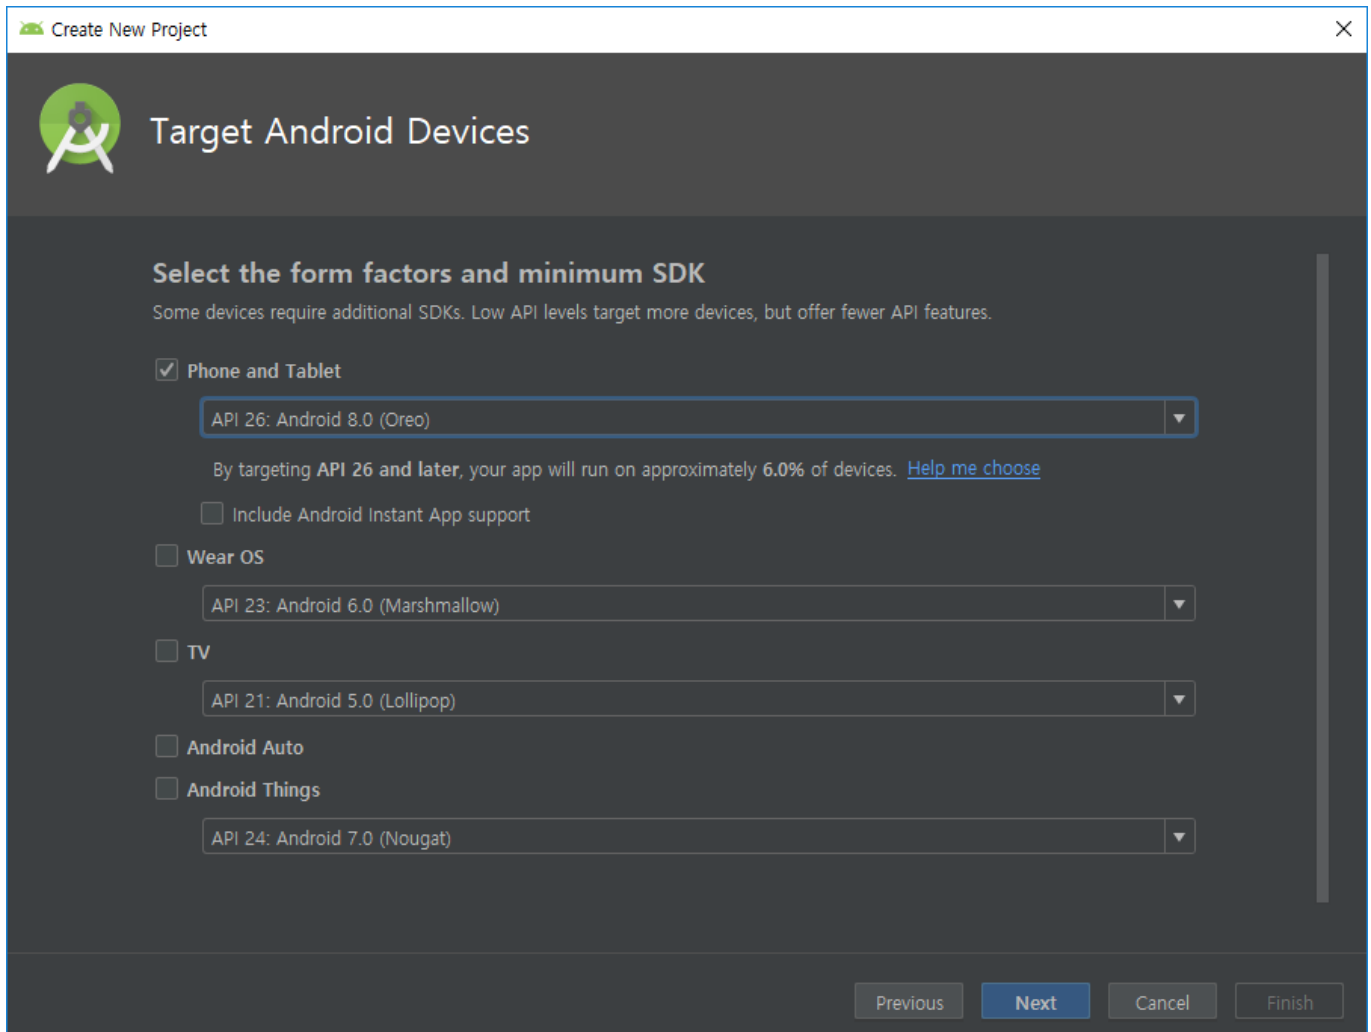 Create New Project
Target Android Devices
Select the form factors and minimum SDK
Some devices require additional SDKs. Low API levels target more devices, but offer fewer API features.
Phone and Tablet
API 26: Android 8.0 (Oreo)
By targeting API 26 and later, your app will run on approximately 6.0% of devices. Help me choose
Include Android Instant App support
Wear OS
API 23: Android 6.0 (Marshmallow)
TV
API 21: Android 5.0 (Lollipop)
Android Auto
Android Things
API 24: Android 7.0 (Nougat)
Previous Next Cancel Finish